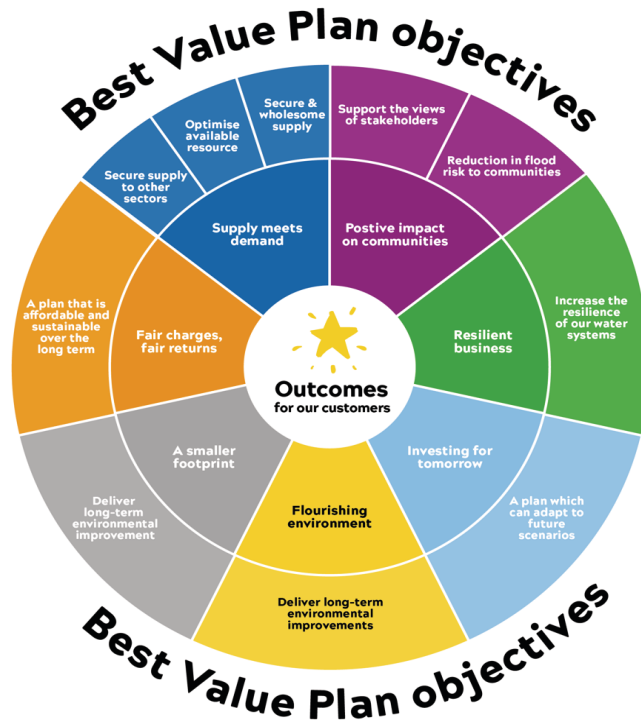 Best Value Plan objectives
Secure supply
to other
sectors
Optimise
available
resource
Secure &
wholesome
supply
Support the views
of stakeholders
Reduction in flood
risk to communities
Supply meets
demand
Postive impact
on communities
A plan that is
affordable and
sustainable
over the
long term
Fair charges,
fair returns
Outcomes
for our customers
Resilient
business
Increase the
resilience
of our water
systems
A smaller
footprint
Investing for
tomorrow
Deliver
long-term
environmental
improvement
Flourishing
environment
A plan which
can adapt to
future
scenarios
Deliver long-term
environmental
improvements
Best Value Plan objectives